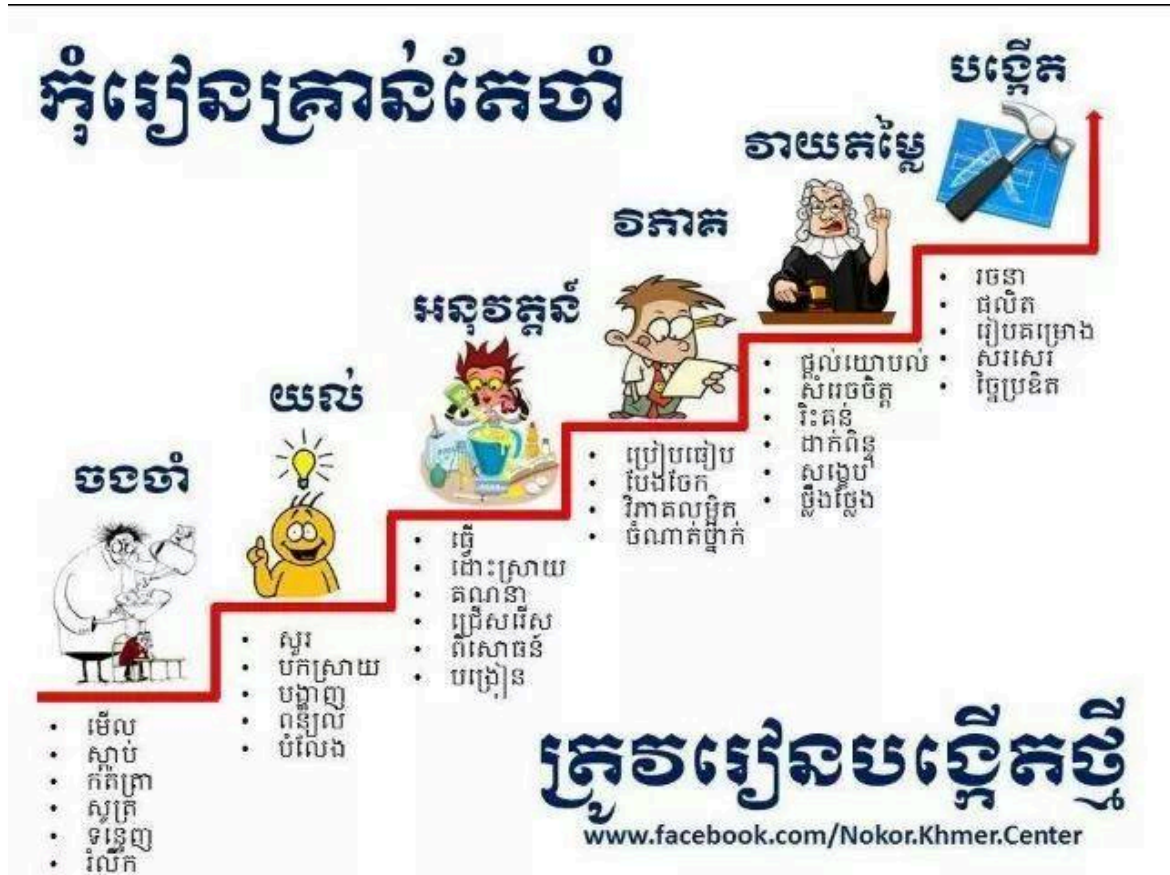 កុំរៀនគ្រាន់តែចាំ
ចងចាំ
មើល
ស្តាប់
កត់ត្រា
សូត្រ
ទន្ទេញ
រំលឹក
យល់
សួរ
បកស្រាយ
បង្ហាញ
ពន្យល់
បំលែង
អនុវត្តន៍
ធ្វើ
ដោះស្រាយ
គណនា
ជ្រើសរើស
ពិសោធន៍
បង្រៀន
វិភាគ
ប្រៀបធៀប
បែងចែក
វិភាគលម្អិត
ចំណាត់ថ្នាក់
វាយតម្លៃ
ផ្តល់យោបល់
សំរេចចិត្ត
រិះគន់
ដាក់ពិន្ទុ
សង្ខេប
ថ្លឹងថ្លែង
បង្កើត
រចនា
ផលិត
រៀបគម្រោង
សរសេរ
ច្នៃប្រឌិត
ត្រូវរៀនបង្កើតថ្មី
www.facebook.com/Nokor.Khmer.Center